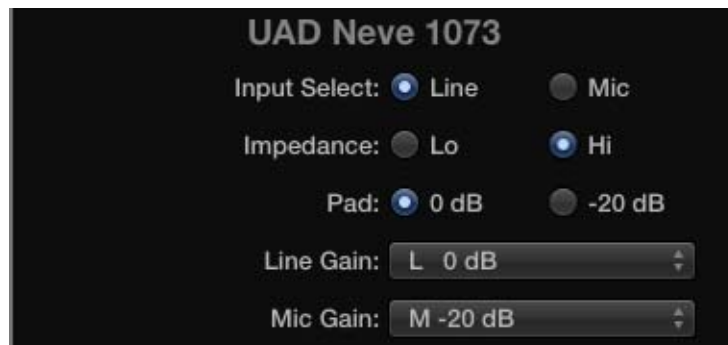 UAD Neve 1073
Input Select: Line Mic
Impedance: Lo Hi
Pad: 0 dB -20 dB
Line Gain: L 0 dB
Mic Gain: M -20 dB